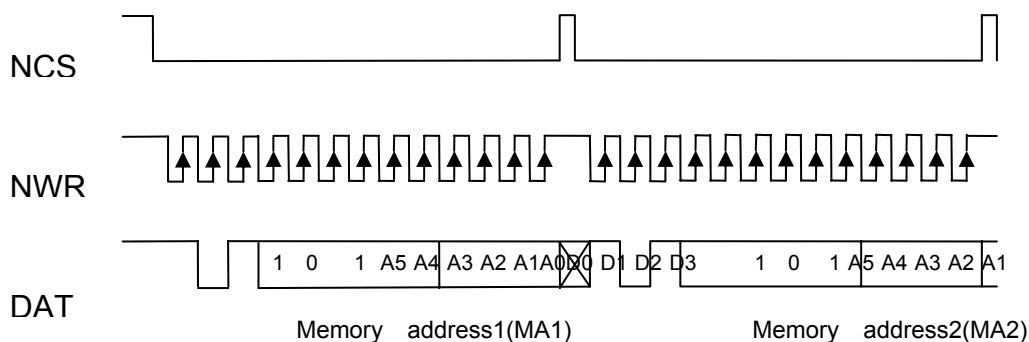 NCS
NWR
1 0 1 A5 A4 A3 A2 A1 A0 D0 D1 D2 D3 1 0 1 A5 A4 A3 A2 A1
DAT
Memory address1(MA1) Memory address2(MA2)